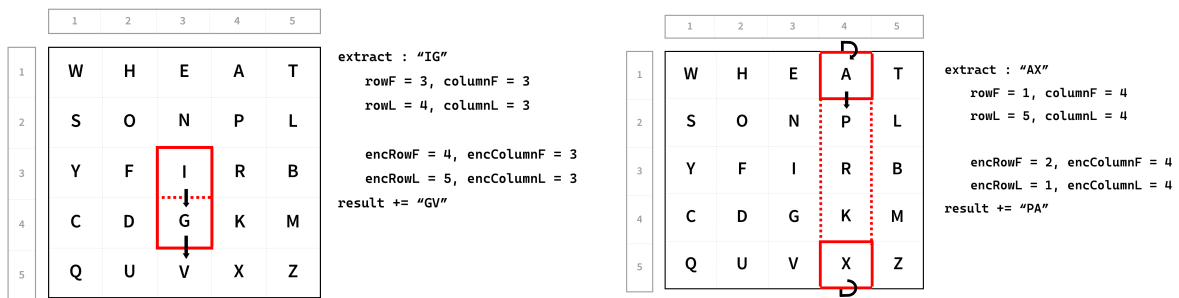 1 2 3 4 5
1 W H E A T
2 S O N P L
3 Y F I R B
4 C D G K M
5 Q U V X Z
extract : “IG”
rowF = 3, columnF = 3
rowL = 4, columnL = 3
encRowF = 4, encColumnF = 3
encRowL = 5, encColumnL = 3
result += “GV”
1 2 3 4 5
1 W H E A T
2 S O N P L
3 Y F I R B
4 C D G K M
5 Q U V X Z
extract : “AX”
rowF = 1, columnF = 4
rowL = 5, columnL = 4
encRowF = 2, encColumnF = 4
encRowL = 1, encColumnL = 4
result += “PA”